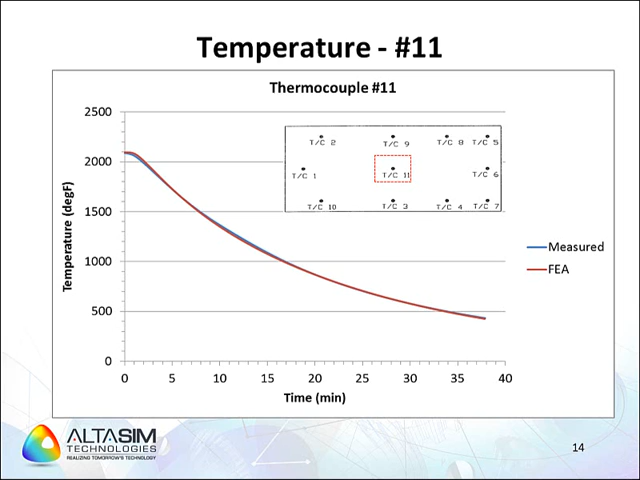 Temperature - #11
Thermocouple #11
2500
2000
1500
1000
500
0
Temperature (degF)
0 5 10 15 20 25 30 35 40
Time (min)
T/C 2 T/C 9 T/C 8 T/C 5
T/C 1 T/C 11 T/C 6
T/C 10 T/C 3 T/C 4 T/C 7
Measured
FEA
ALTASIM
TECHNOLOGIES
REALIZING TOMORROW'S TECHNOLOGY
14